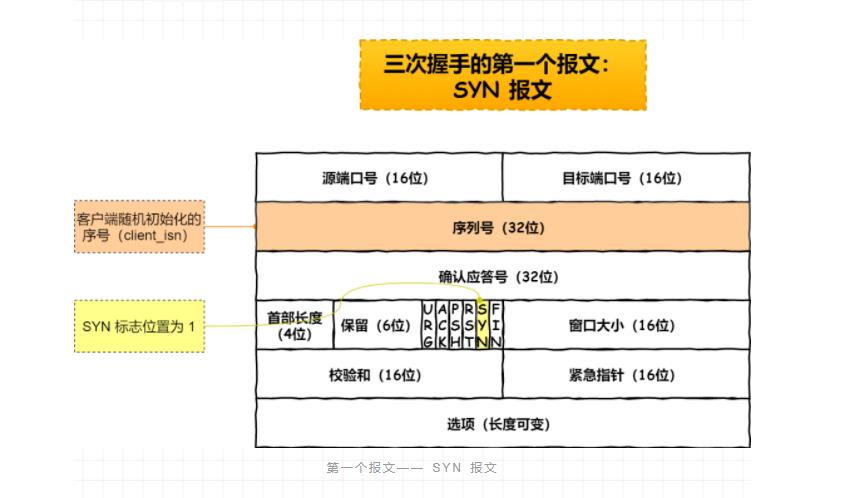 三次握手的第一个报文：
SYN 报文
源端口号（16位）
目标端口号（16位）
客户端随机初始化的
序号（client_isn）
序列号（32位）
确认应答号（32位）
SYN 标志位置为 1
首部长度
（4位）
保留（6位）
URG
ACK
PSH
RST
SYN
FIN
窗口大小（16位）
校验和（16位）
紧急指针（16位）
选项（长度可变）
第一个报文—— SYN 报文